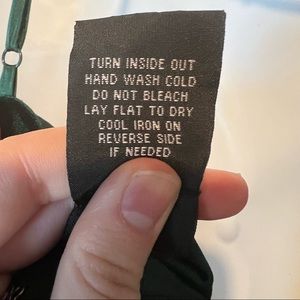 TURN INSIDE OUT
HAND WASH COLD
DO NOT BLEACH
LAY FLAT TO DRY
COOL IRON ON
REVERSE SIDE
IF NEEDED